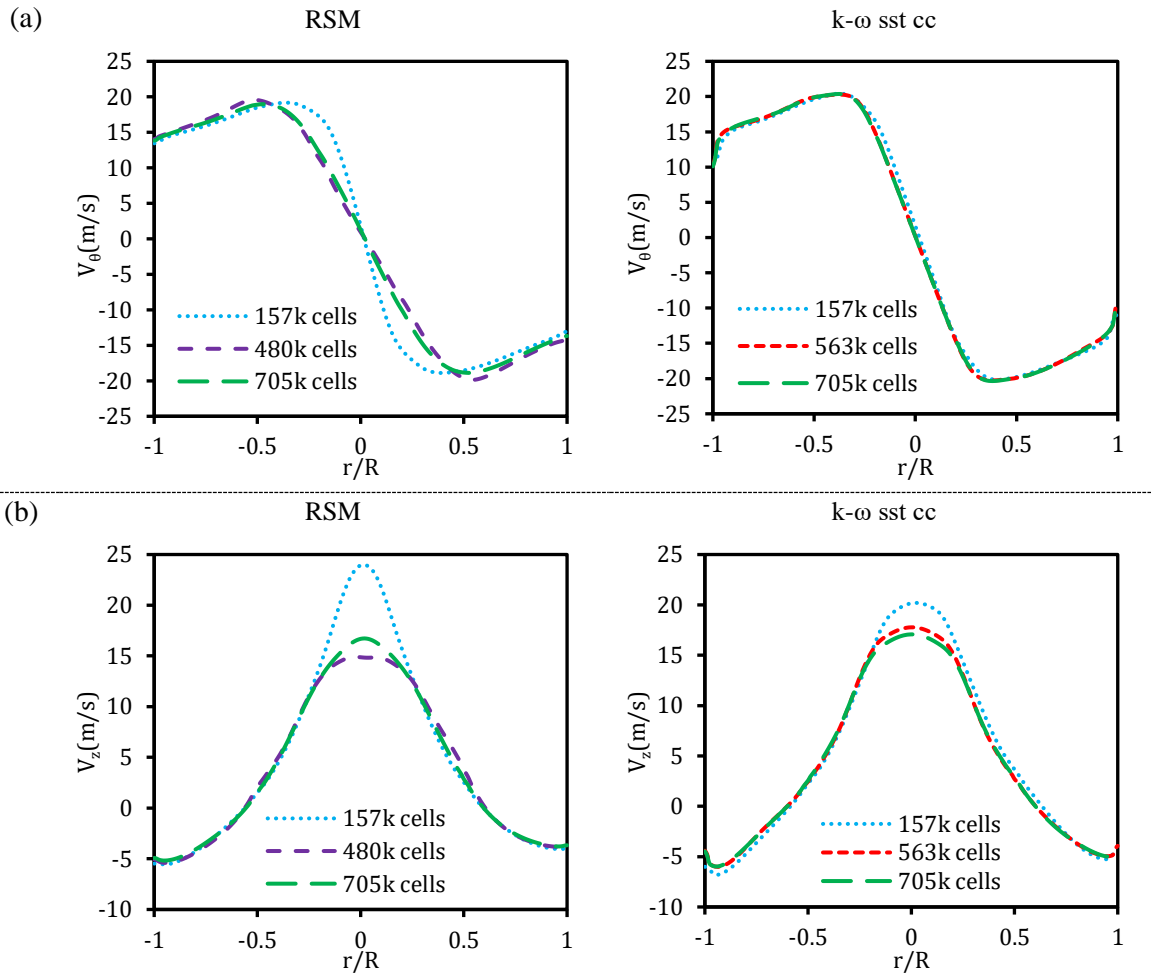 (a)
RSM
k-ω sst cc
25
20
15
10
5
0
-5
-10
-15
-20
-25
V_θ(m/s)
157k cells
480k cells
705k cells
-1
-0.5
0
0.5
1
r/R
25
20
15
10
5
0
-5
-10
-15
-20
-25
V_θ(m/s)
157k cells
563k cells
705k cells
-1
-0.5
0
0.5
1
r/R
(b)
RSM
k-ω sst cc
25
20
15
10
5
0
-5
-10
V_z(m/s)
157k cells
480k cells
705k cells
-1
-0.5
0
0.5
1
r/R
25
20
15
10
5
0
-5
-10
V_z(m/s)
157k cells
563k cells
705k cells
-1
-0.5
0
0.5
1
r/R